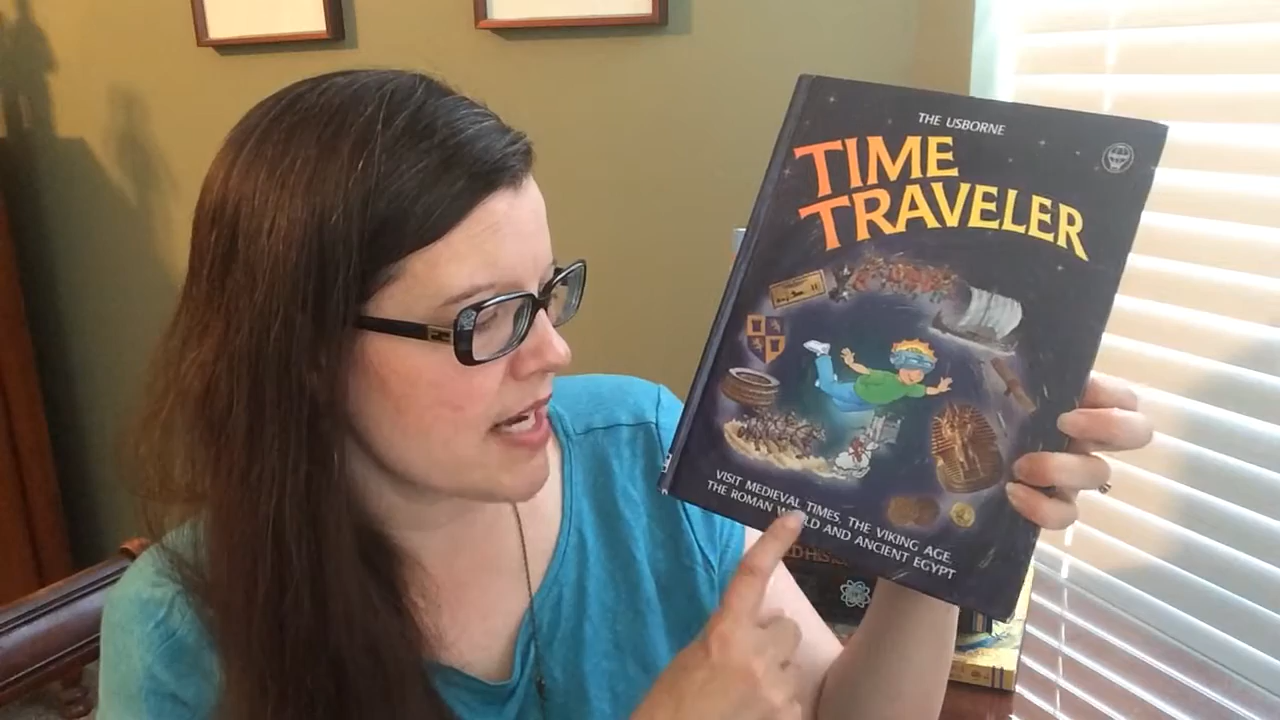 THE USBORNE
TIME
TRAVELER
VISIT MEDIEVAL TIMES, THE VIKING AGE,
THE ROMAN WORLD AND ANCIENT EGYPT